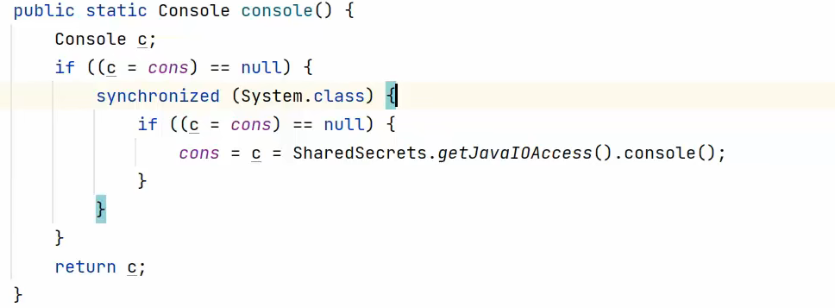 public static Console console() {
    Console c;
    if ((c = cons) == null) {
        synchronized (System.class) {
            if ((c = cons) == null) {
                cons = c = SharedSecrets.getJavaIOAccess().console();
            }
        }
    }
    return c;
}